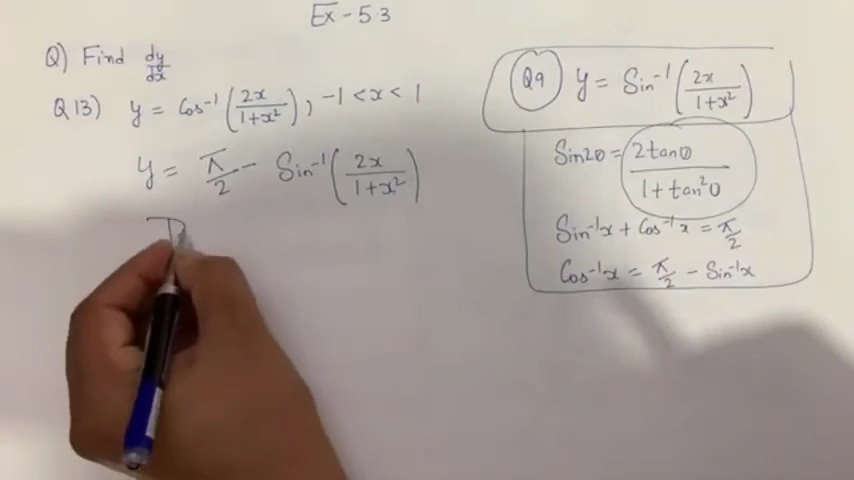 Ex - 5.3
Q) Find dy/dx
Q 13) y = Cos⁻¹(2x/(1+x²)), -1 < x < 1
y = π/2 - Sin⁻¹(2x/(1+x²))
Q9 y = Sin⁻¹(2x/(1+x²))
Sin2θ = 2tanθ/(1+tan²θ)
Sin⁻¹x + Cos⁻¹x = π/2
Cos⁻¹x = π/2 - Sin⁻¹x